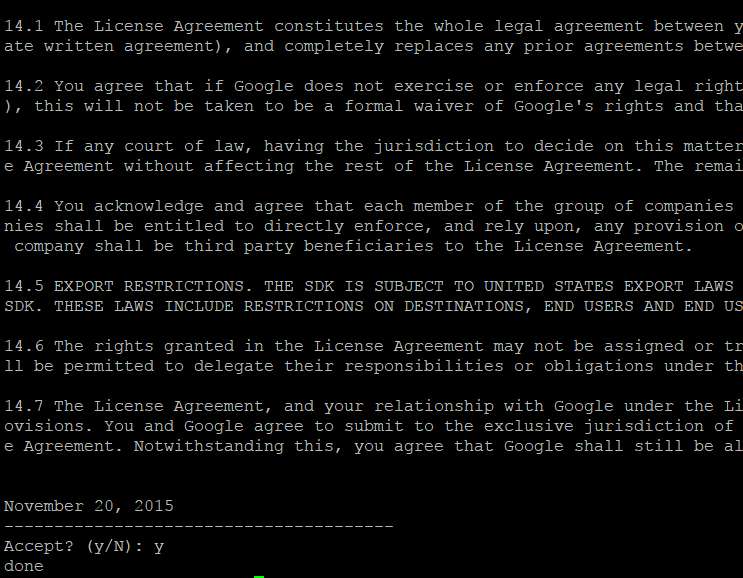 14.1 The License Agreement constitutes the whole legal agreement between y
ate written agreement), and completely replaces any prior agreements betwe
14.2 You agree that if Google does not exercise or enforce any legal right
), this will not be taken to be a formal waiver of Google's rights and tha
14.3 If any court of law, having the jurisdiction to decide on this matter
e Agreement without affecting the rest of the License Agreement. The remai
14.4 You acknowledge and agree that each member of the group of companies
nies shall be entitled to directly enforce, and rely upon, any provision o
company shall be third party beneficiaries to the License Agreement.
14.5 EXPORT RESTRICTIONS. THE SDK IS SUBJECT TO UNITED STATES EXPORT LAWS
SDK. THESE LAWS INCLUDE RESTRICTIONS ON DESTINATIONS, END USERS AND END US
14.6 The rights granted in the License Agreement may not be assigned or tr
ll be permitted to delegate their responsibilities or obligations under th
14.7 The License Agreement, and your relationship with Google under the Li
ovisions. You and Google agree to submit to the exclusive jurisdiction of
e Agreement. Notwithstanding this, you agree that Google shall still be al
November 20, 2015
---------------------------------------
Accept? (y/N): y
done